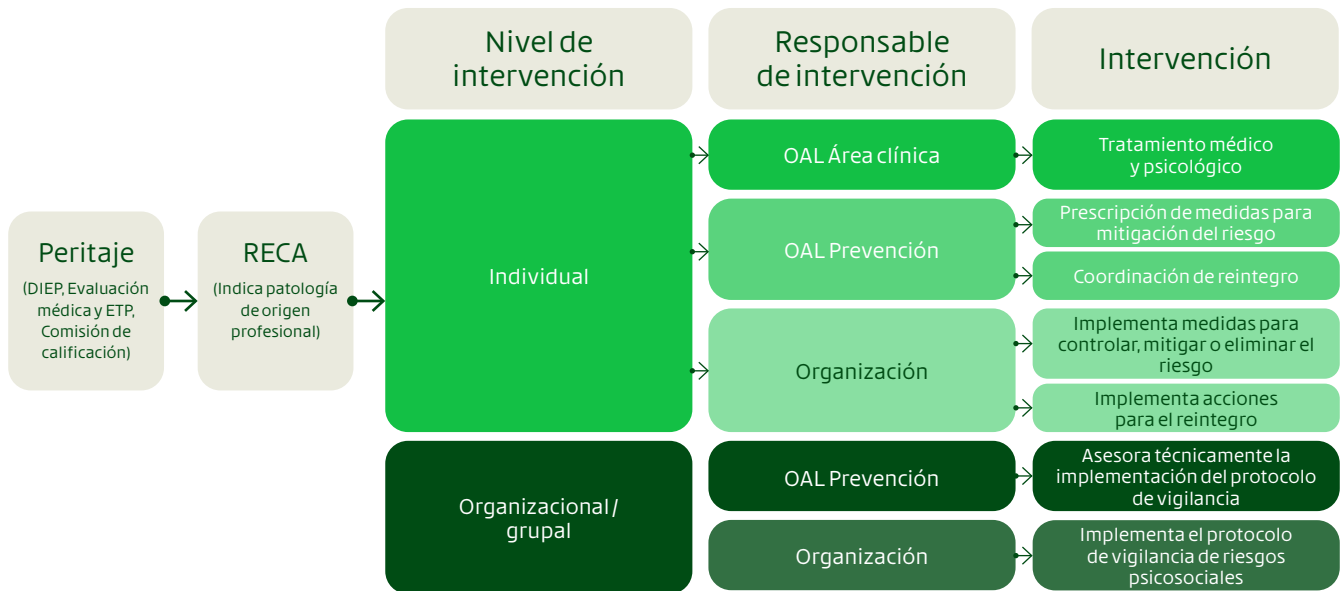 Nivel de
intervención
Responsable
de intervención
Intervención
Peritaje
(DIEP, Evaluación
médica y ETP,
Comisión de
calificación)
RECA
(Indica patología
de origen
profesional)
Individual
OAL Área clínica
Tratamiento médico
y psicológico
OAL Prevención
Prescripción de medidas para
mitigación del riesgo
Coordinación de reintegro
Organización
Implementa medidas para
controlar, mitigar o eliminar el
riesgo
Implementa acciones
para el reintegro
Organizacional /
grupal
OAL Prevención
Asesora técnicamente la
implementación del protocolo
de vigilancia
Organización
Implementa el protocolo
de vigilancia de riesgos
psicosociales